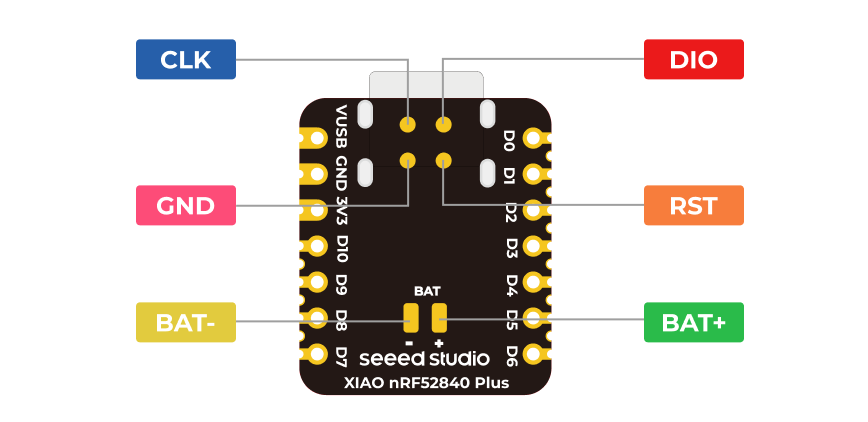 CLK
DIO
GND
RST
BAT-
BAT+
VUSB
GND
3V3
D10
D9
D8
D7
D0
D1
D2
D3
D4
D5
D6
BAT
- +
seeed studio
XIAO nRF52840 Plus